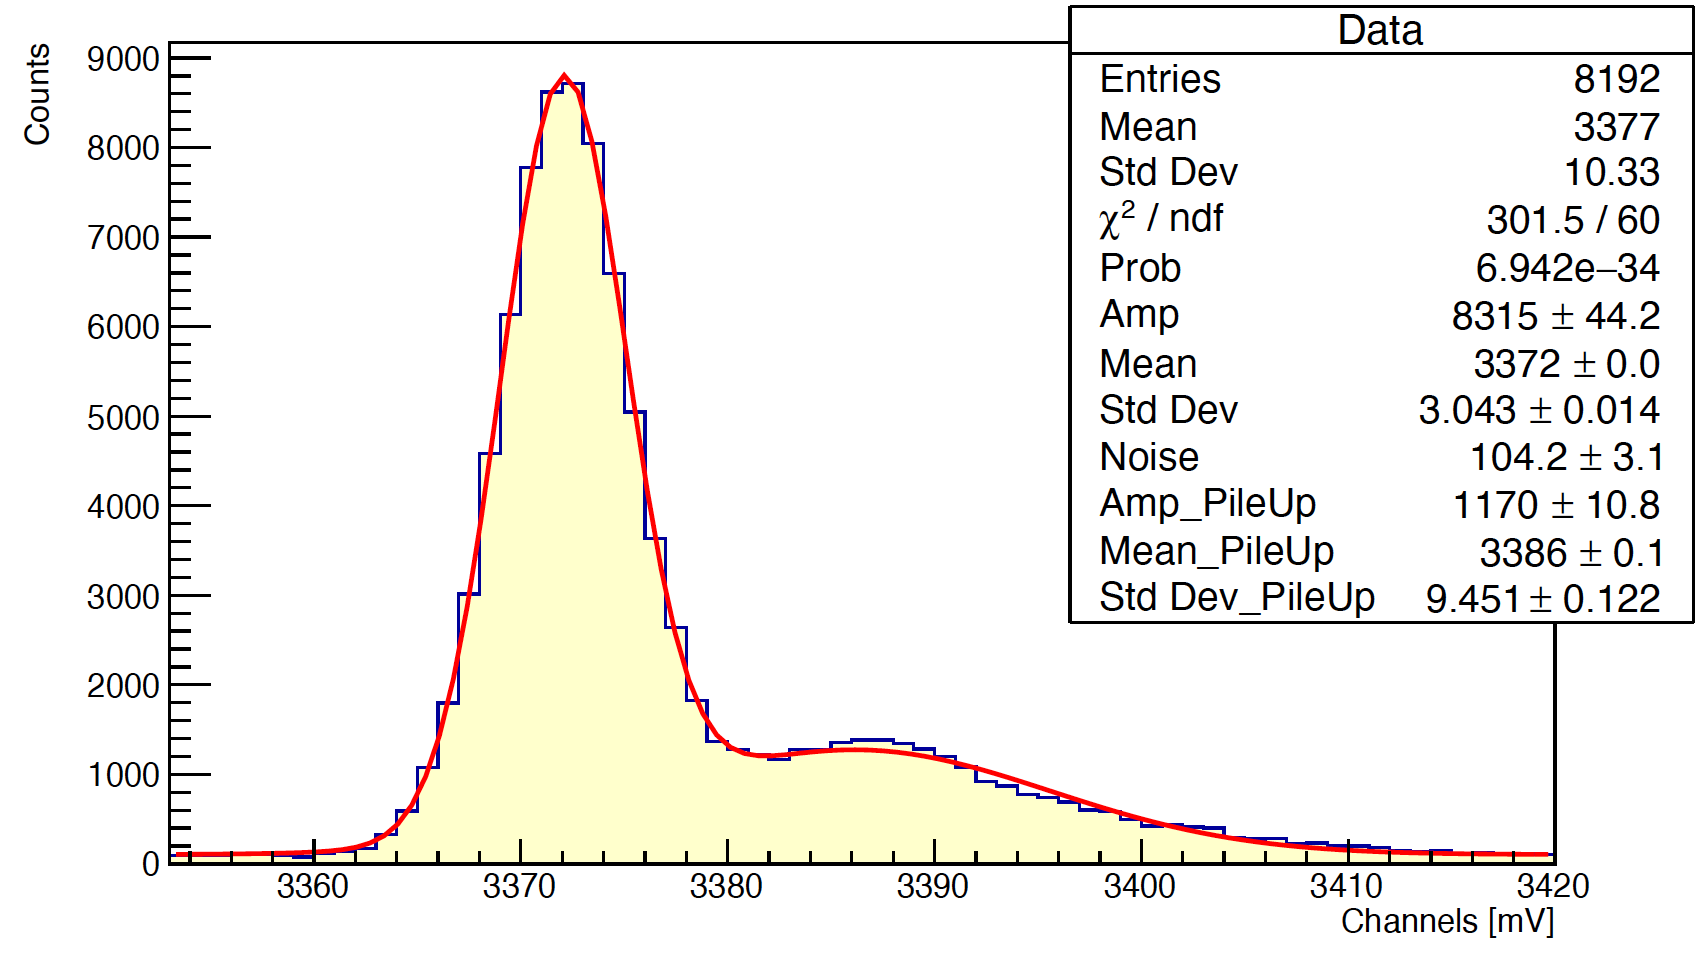 Counts
9000
8000
7000
6000
5000
4000
3000
2000
1000
0
3360 3370 3380 3390 3400 3410 3420
Channels [mV]
Data
Entries 8192
Mean 3377
Std Dev 10.33
χ² / ndf 301.5 / 60
Prob 6.942e−34
Amp 8315 ± 44.2
Mean 3372 ± 0.0
Std Dev 3.043 ± 0.014
Noise 104.2 ± 3.1
Amp_PileUp 1170 ± 10.8
Mean_PileUp 3386 ± 0.1
Std Dev_PileUp 9.451 ± 0.122